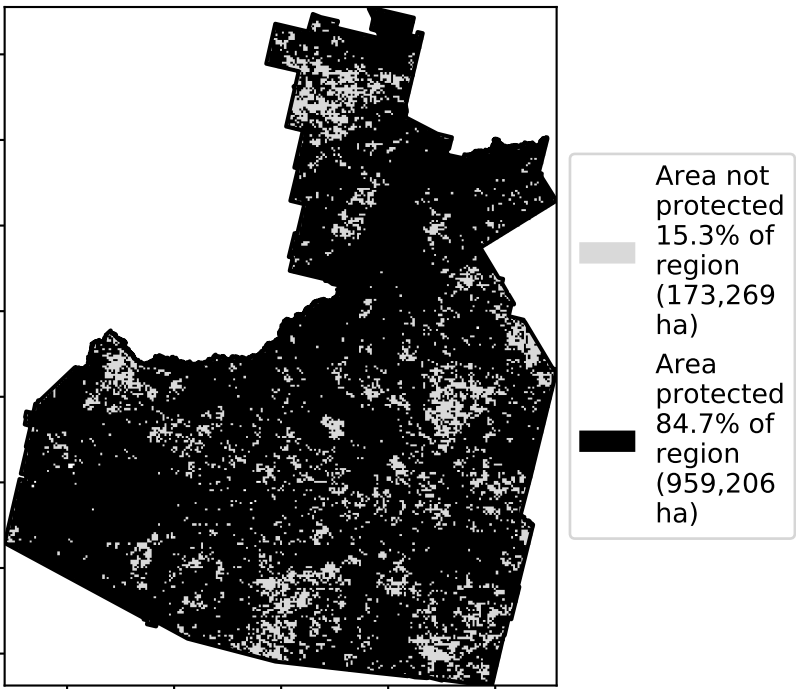 Area not
protected
15.3% of
region
(173,269
ha)
Area
protected
84.7% of
region
(959,206
ha)